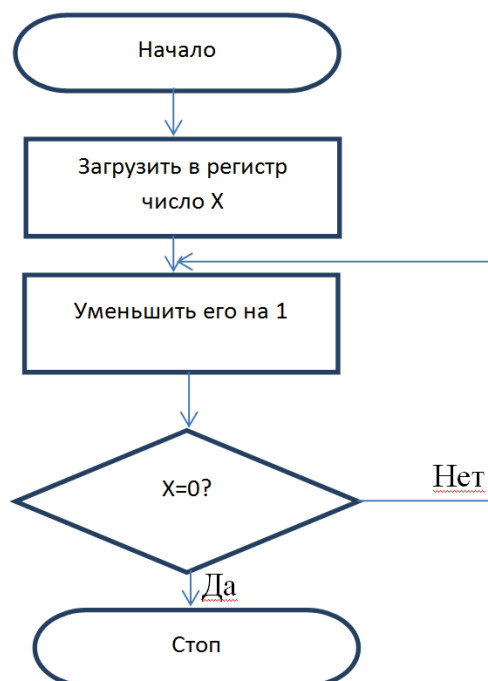 Начало
Загрузить в регистр
число X
Уменьшить его на 1
X=0?
Нет
Да
Стоп